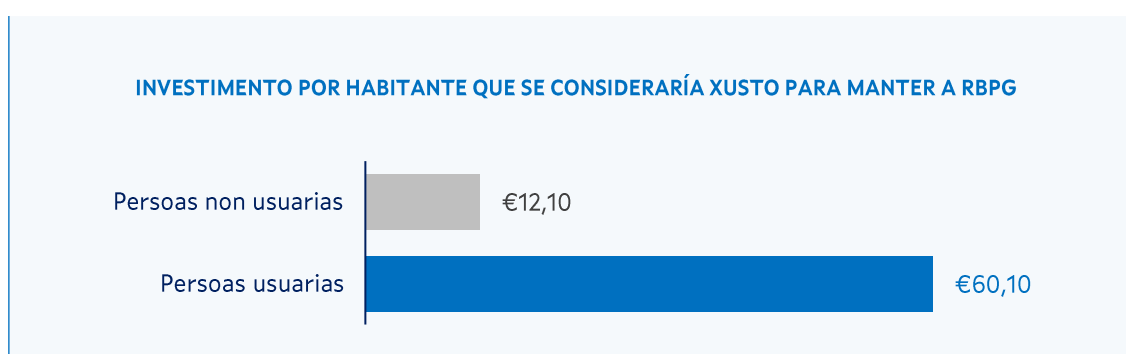 INVESTIMENTO POR HABITANTE QUE SE CONSIDERARÍA XUSTO PARA MANTER A RBPG
Persoas non usuarias €12,10
Persoas usuarias €60,10